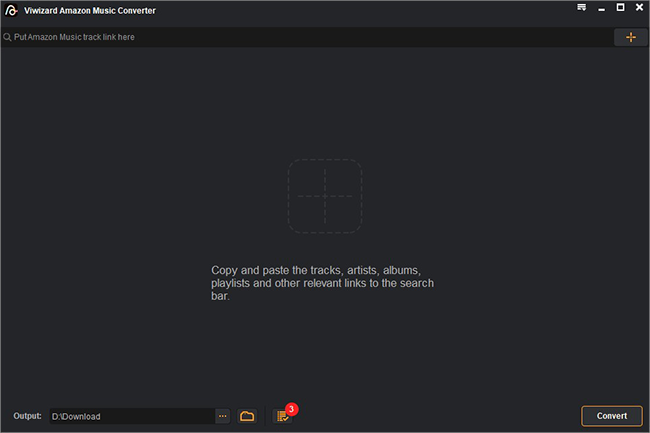 Viwizard Amazon Music Converter
Put Amazon Music track link here
Copy and paste the tracks, artists, albums,
playlists and other relevant links to the search
bar.
Output: D:\Download ... 3 Convert